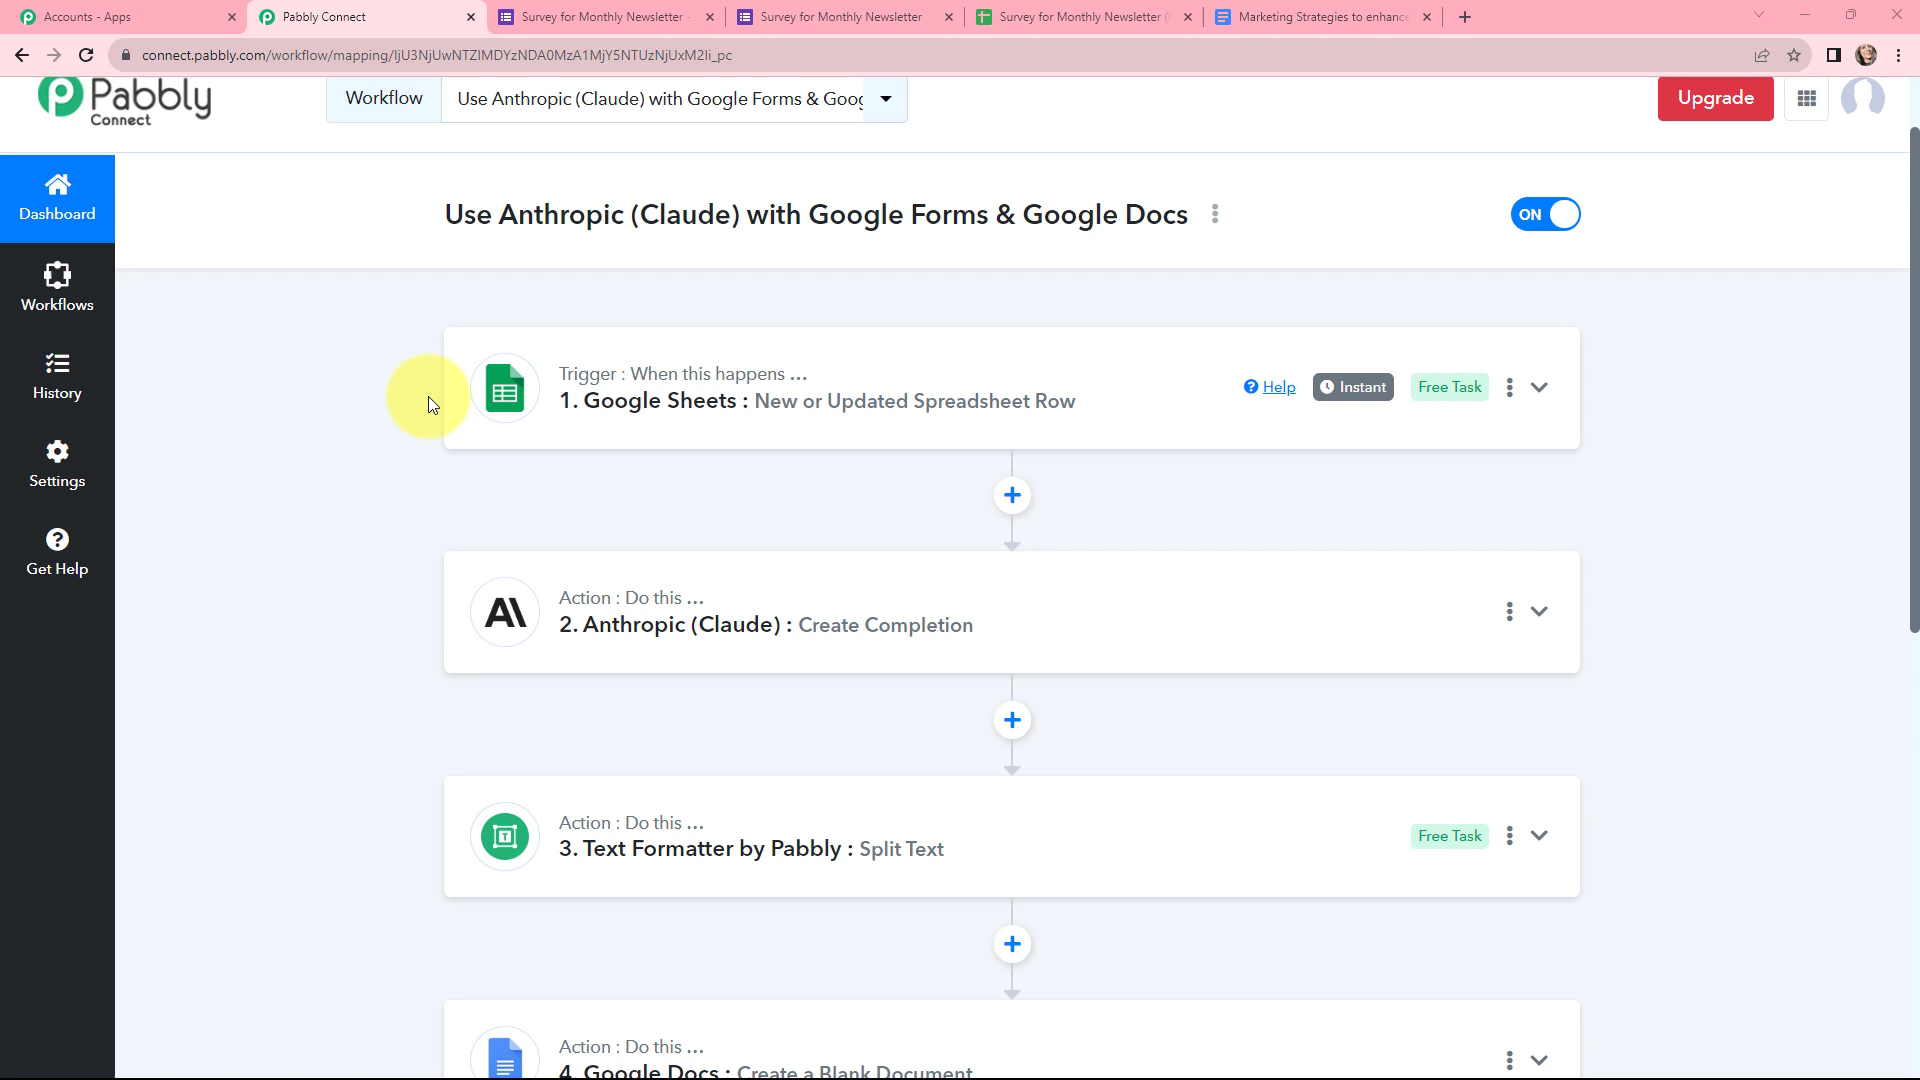 Accounts - Apps
Pabbly Connect
Survey for Monthly Newsletter -
Survey for Monthly Newsletter
Survey for Monthly Newsletter (
Marketing Strategies to enhance
connect.pabbly.com/workflow/mapping/IjU3NjUwNTZlMDYzNDA0MzA1MjY5NTUzNjUxM2Ii_pc
Pabbly
Connect
Workflow
Use Anthropic (Claude) with Google Forms & Goog
Upgrade
Dashboard
Workflows
History
Settings
Get Help
Use Anthropic (Claude) with Google Forms & Google Docs
ON
Trigger : When this happens ...
1. Google Sheets : New or Updated Spreadsheet Row
Help
Instant
Free Task
Action : Do this ...
2. Anthropic (Claude) : Create Completion
Action : Do this ...
3. Text Formatter by Pabbly : Split Text
Free Task
Action : Do this ...
4. Google Docs : Create a Blank Document